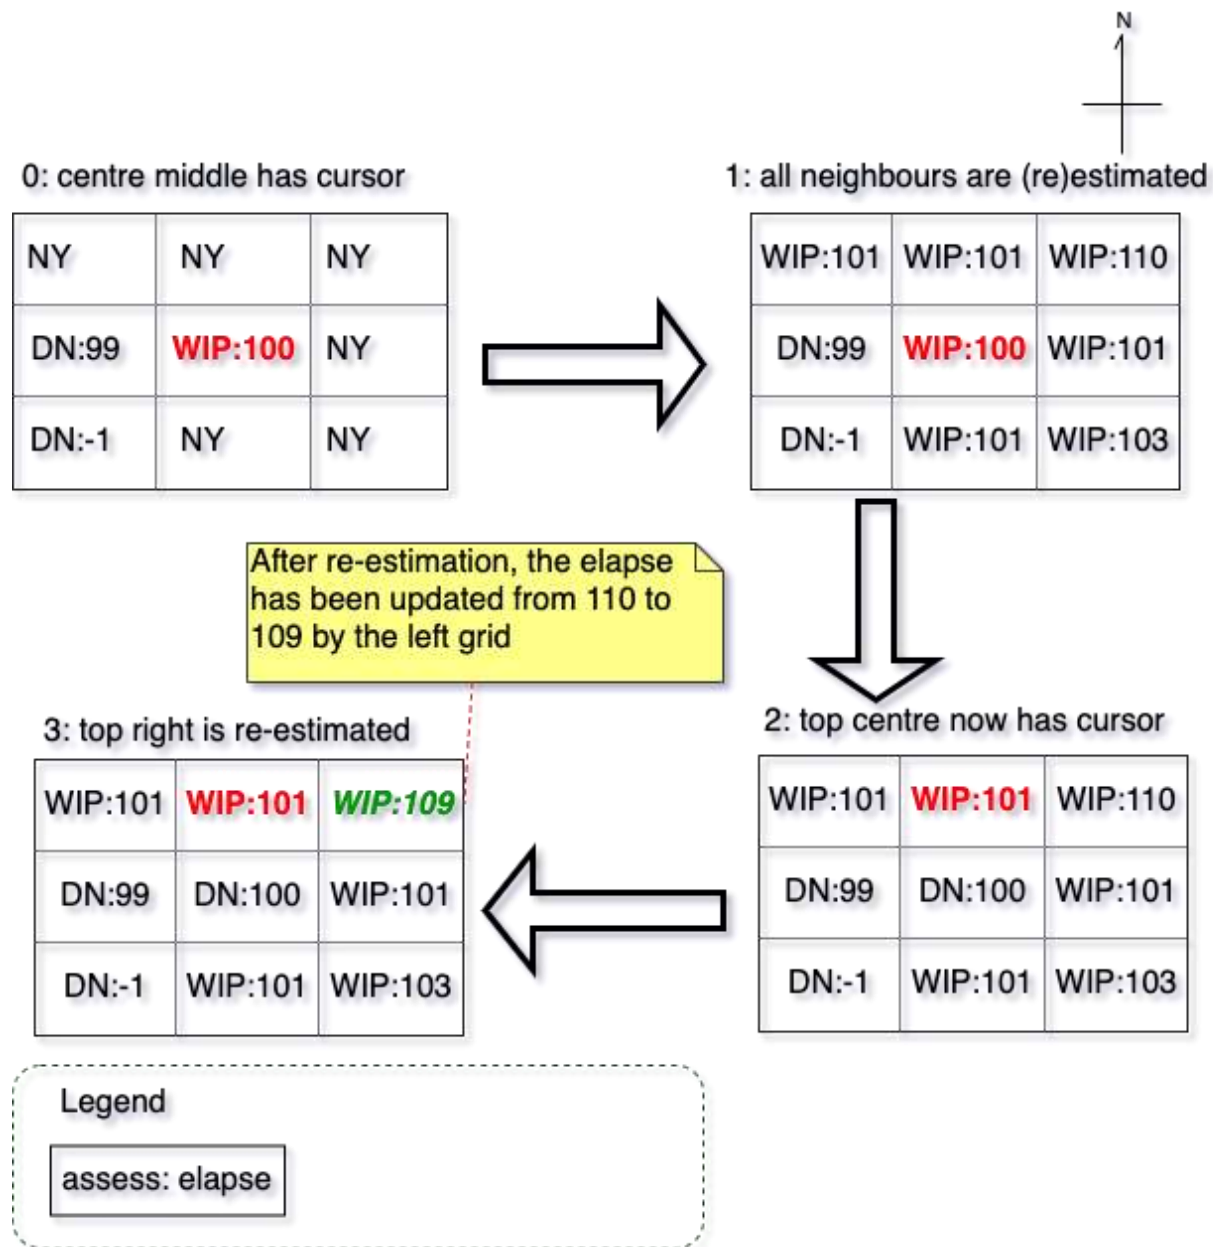 N
0: centre middle has cursor
NY NY NY
DN:99 WIP:100 NY
DN:-1 NY NY
1: all neighbours are (re)estimated
WIP:101 WIP:101 WIP:110
DN:99 WIP:100 WIP:101
DN:-1 WIP:101 WIP:103
After re-estimation, the elapse
has been updated from 110 to
109 by the left grid
2: top centre now has cursor
WIP:101 WIP:101 WIP:110
DN:99 DN:100 WIP:101
DN:-1 WIP:101 WIP:103
3: top right is re-estimated
WIP:101 WIP:101 WIP:109
DN:99 DN:100 WIP:101
DN:-1 WIP:101 WIP:103
Legend
assess: elapse